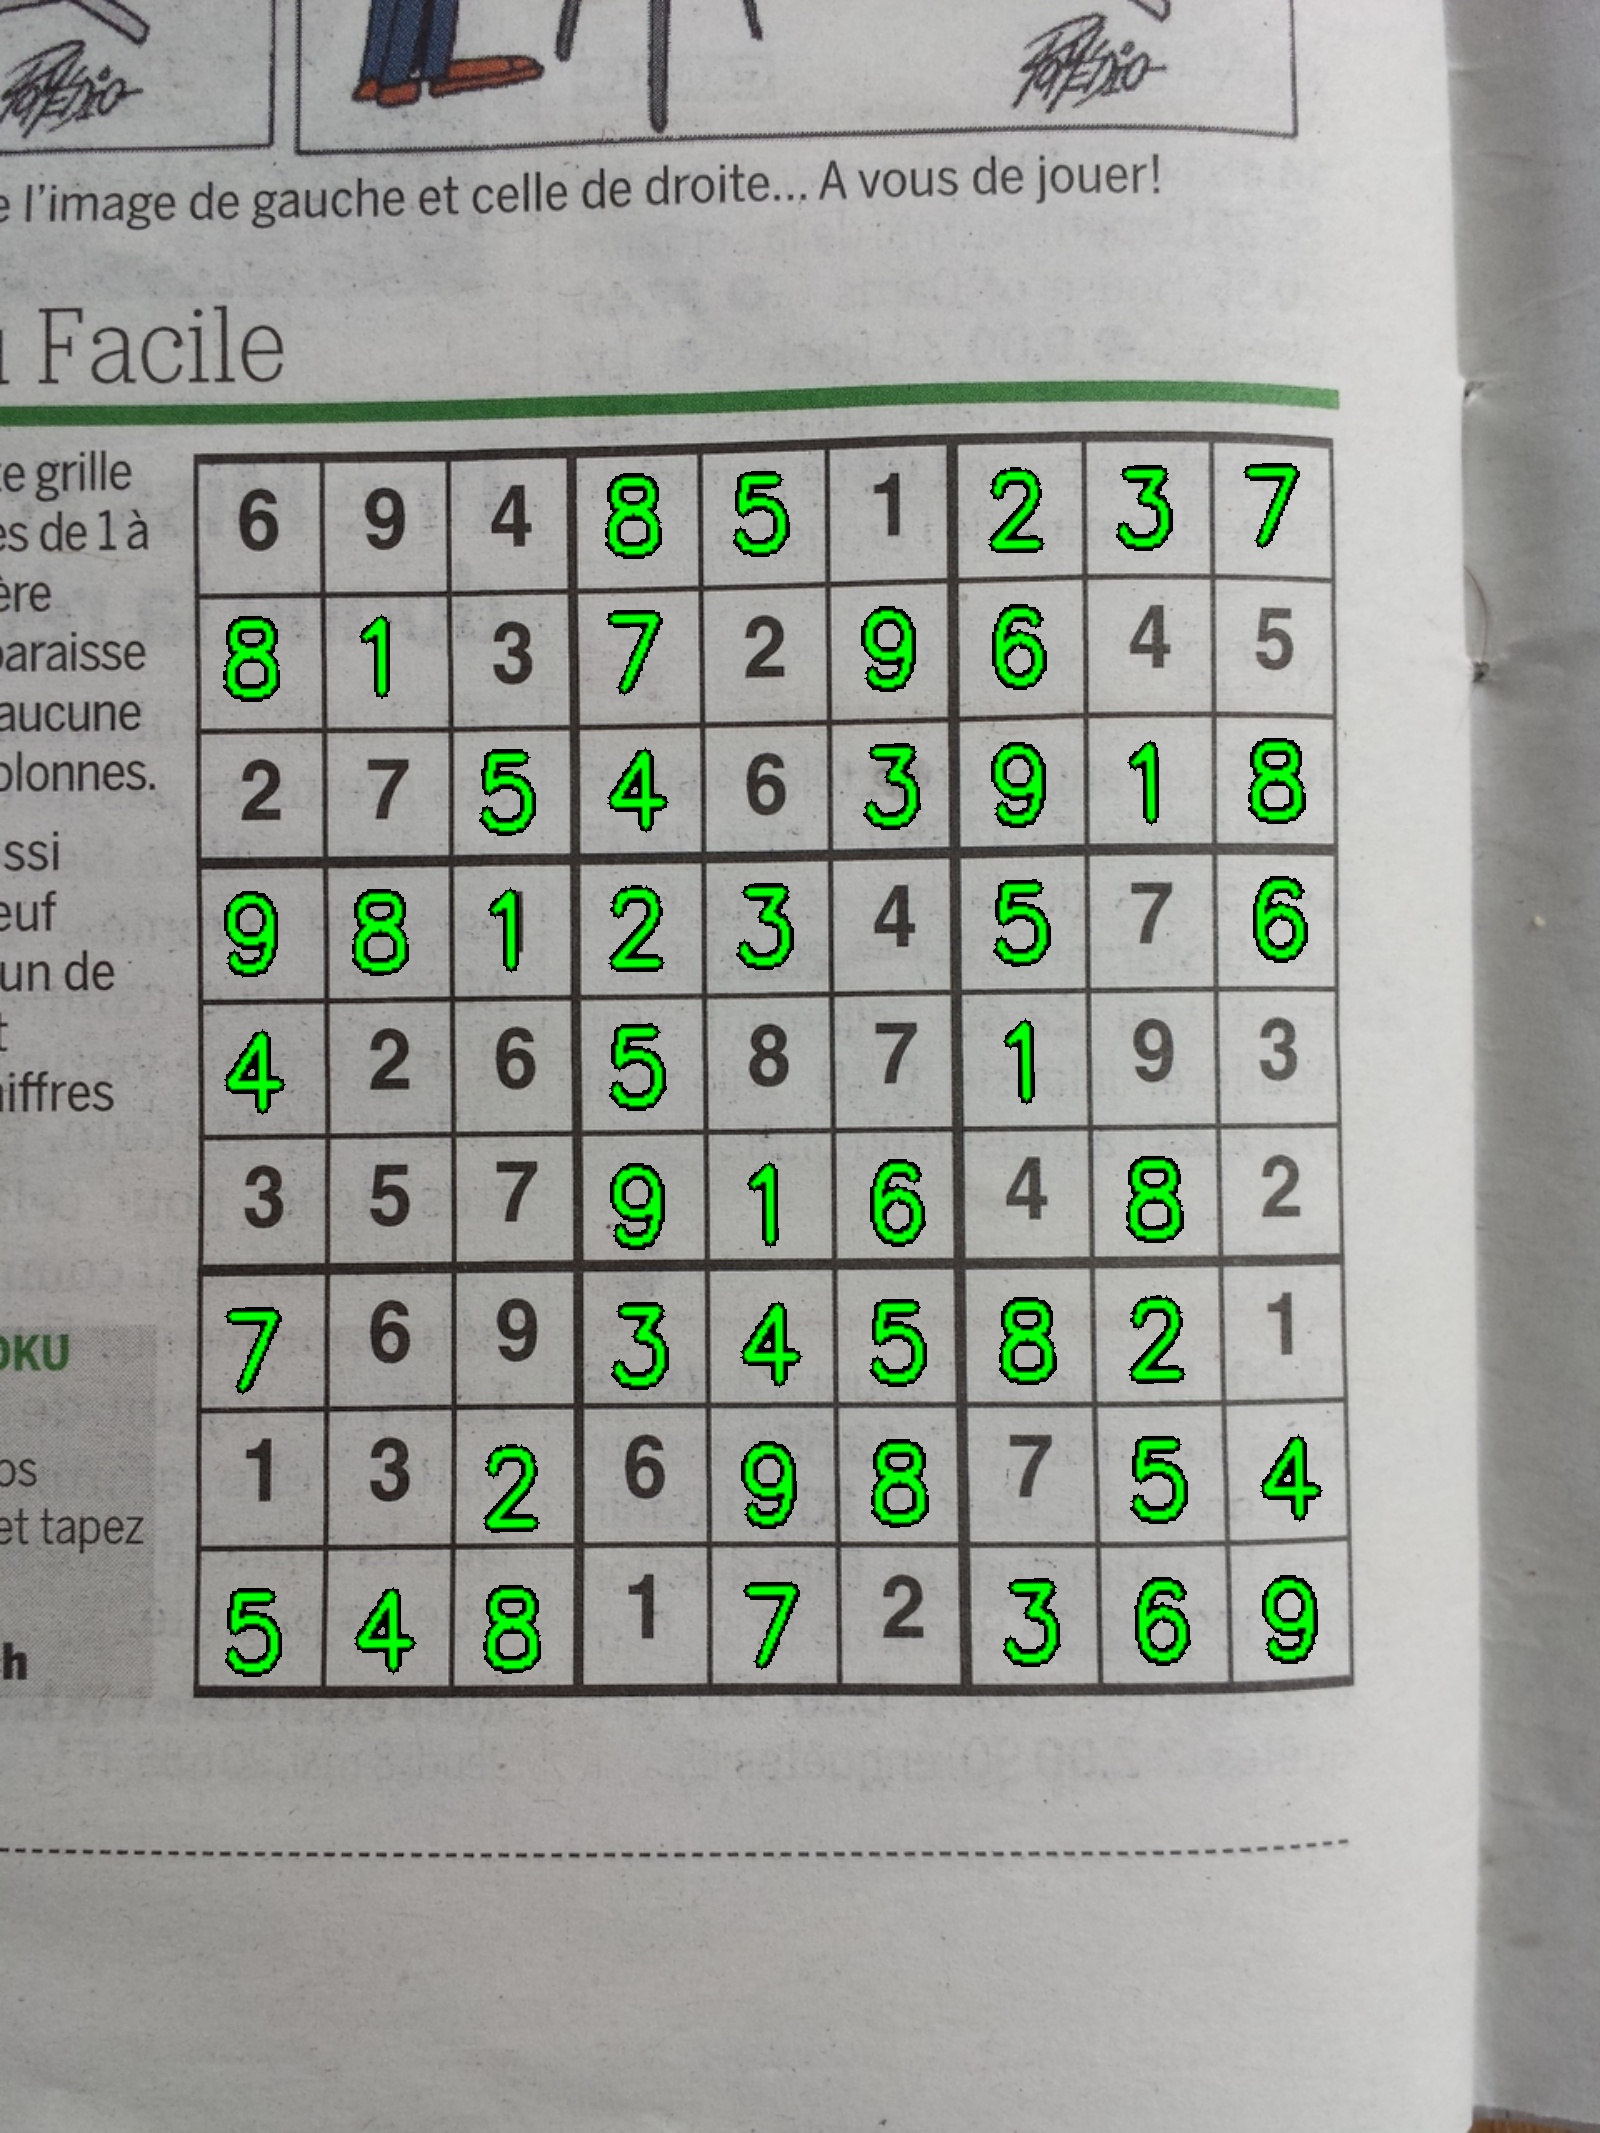 e l'image de gauche et celle de droite... A vous de jouer!
Facile
te grille
es de 1 à
ère
paraisse
aucune
olonnes.
ssi
euf
un de
t
hiffres
OKU
os
et tapez
h
6 9 4 8 5 1 2 3 7
8 1 3 7 2 9 6 4 5
2 7 5 4 6 3 9 1 8
9 8 1 2 3 4 5 7 6
4 2 6 5 8 7 1 9 3
3 5 7 9 1 6 4 8 2
7 6 9 3 4 5 8 2 1
1 3 2 6 9 8 7 5 4
5 4 8 1 7 2 3 6 9